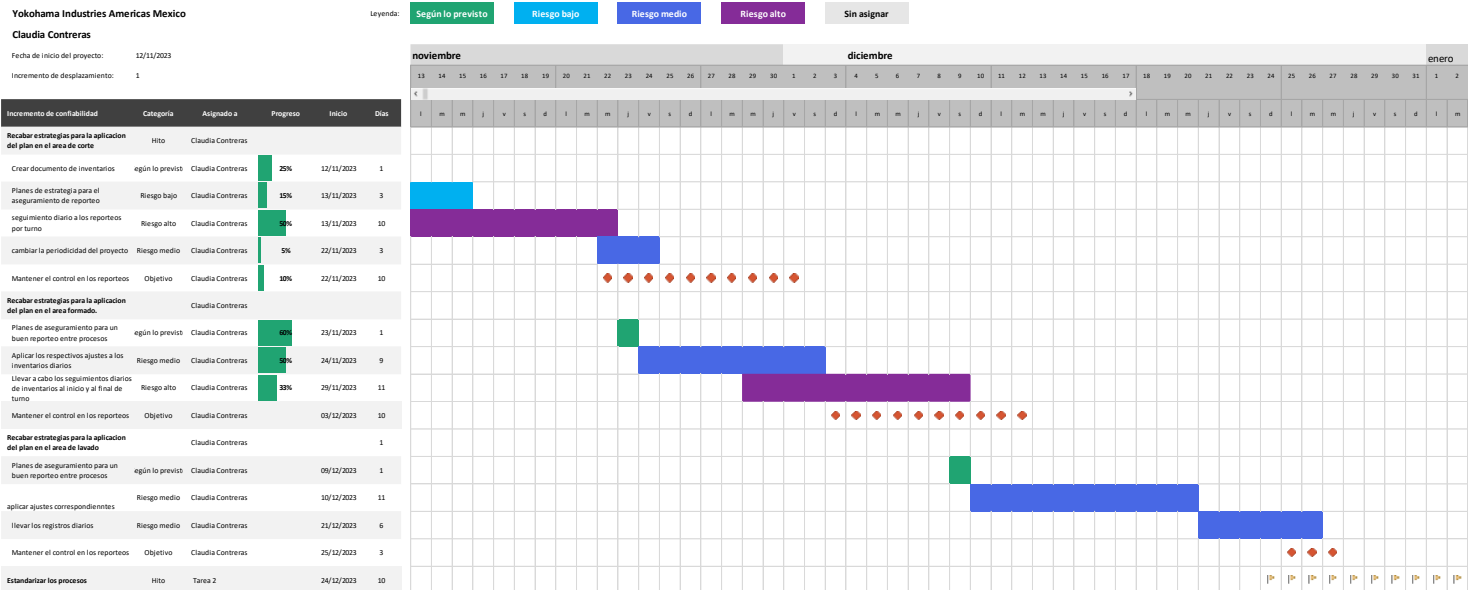 Yokohama Industries Americas Mexico
Leyenda: Según lo previsto Riesgo bajo Riesgo medio Riesgo alto Sin asignar
Claudia Contreras
Fecha de inicio del proyecto: 12/11/2023
noviembre diciembre enero
Incremento de desplazamiento: 1
13 14 15 16 17 18 19 20 21 22 23 24 25 26 27 28 29 30 1 2 3 4 5 6 7 8 9 10 11 12 13 14 15 16 17 18 19 20 21 22 23 24 25 26 27 28 29 30 31 1 2
Incremento de confiabilidad Categoría Asignado a Progreso Inicio Días
l m m j v s d l m m j v s d l m m j v s d l m m j v s d l m m j v s d l m m j v s d l m m j v s d l m
Recabar estrategias para la aplicacion
del plan en el area de corte
Hito Claudia Contreras
Crear documento de inventarios egún lo previst Claudia Contreras 25% 12/11/2023 1
Planes de estrategia para el
aseguramiento de reporteo
Riesgo bajo Claudia Contreras 15% 13/11/2023 3
seguimiento diario a los reporteos
por turno
Riesgo alto Claudia Contreras 50% 13/11/2023 10
cambiar la periodicidad del proyecto Riesgo medio Claudia Contreras 5% 22/11/2023 3
Mantener el control en los reporteos Objetivo Claudia Contreras 10% 22/11/2023 10
Recabar estrategias para la aplicacion
del plan en el area formado.
Claudia Contreras
Planes de aseguramiento para un
buen reporteo entre procesos
egún lo previst Claudia Contreras 60% 23/11/2023 1
Aplicar los respectivos ajustes a los
inventarios diarios
Riesgo medio Claudia Contreras 50% 24/11/2023 9
Llevar a cabo los seguimientos diarios
de inventarios al inicio y al final de
turno
Riesgo alto Claudia Contreras 33% 29/11/2023 11
Mantener el control en los reporteos Objetivo Claudia Contreras 03/12/2023 10
Recabar estrategias para la aplicacion
del plan en el area de lavado
Claudia Contreras 1
Planes de aseguramiento para un
buen reporteo entre procesos
egún lo previst Claudia Contreras 09/12/2023 1
aplicar ajustes correspondienntes
Riesgo medio Claudia Contreras 10/12/2023 11
llevar los registros diarios Riesgo medio Claudia Contreras 21/12/2023 6
Mantener el control en los reporteos Objetivo Claudia Contreras 25/12/2023 3
Estandarizar los procesos Hito Tarea 2 24/12/2023 10